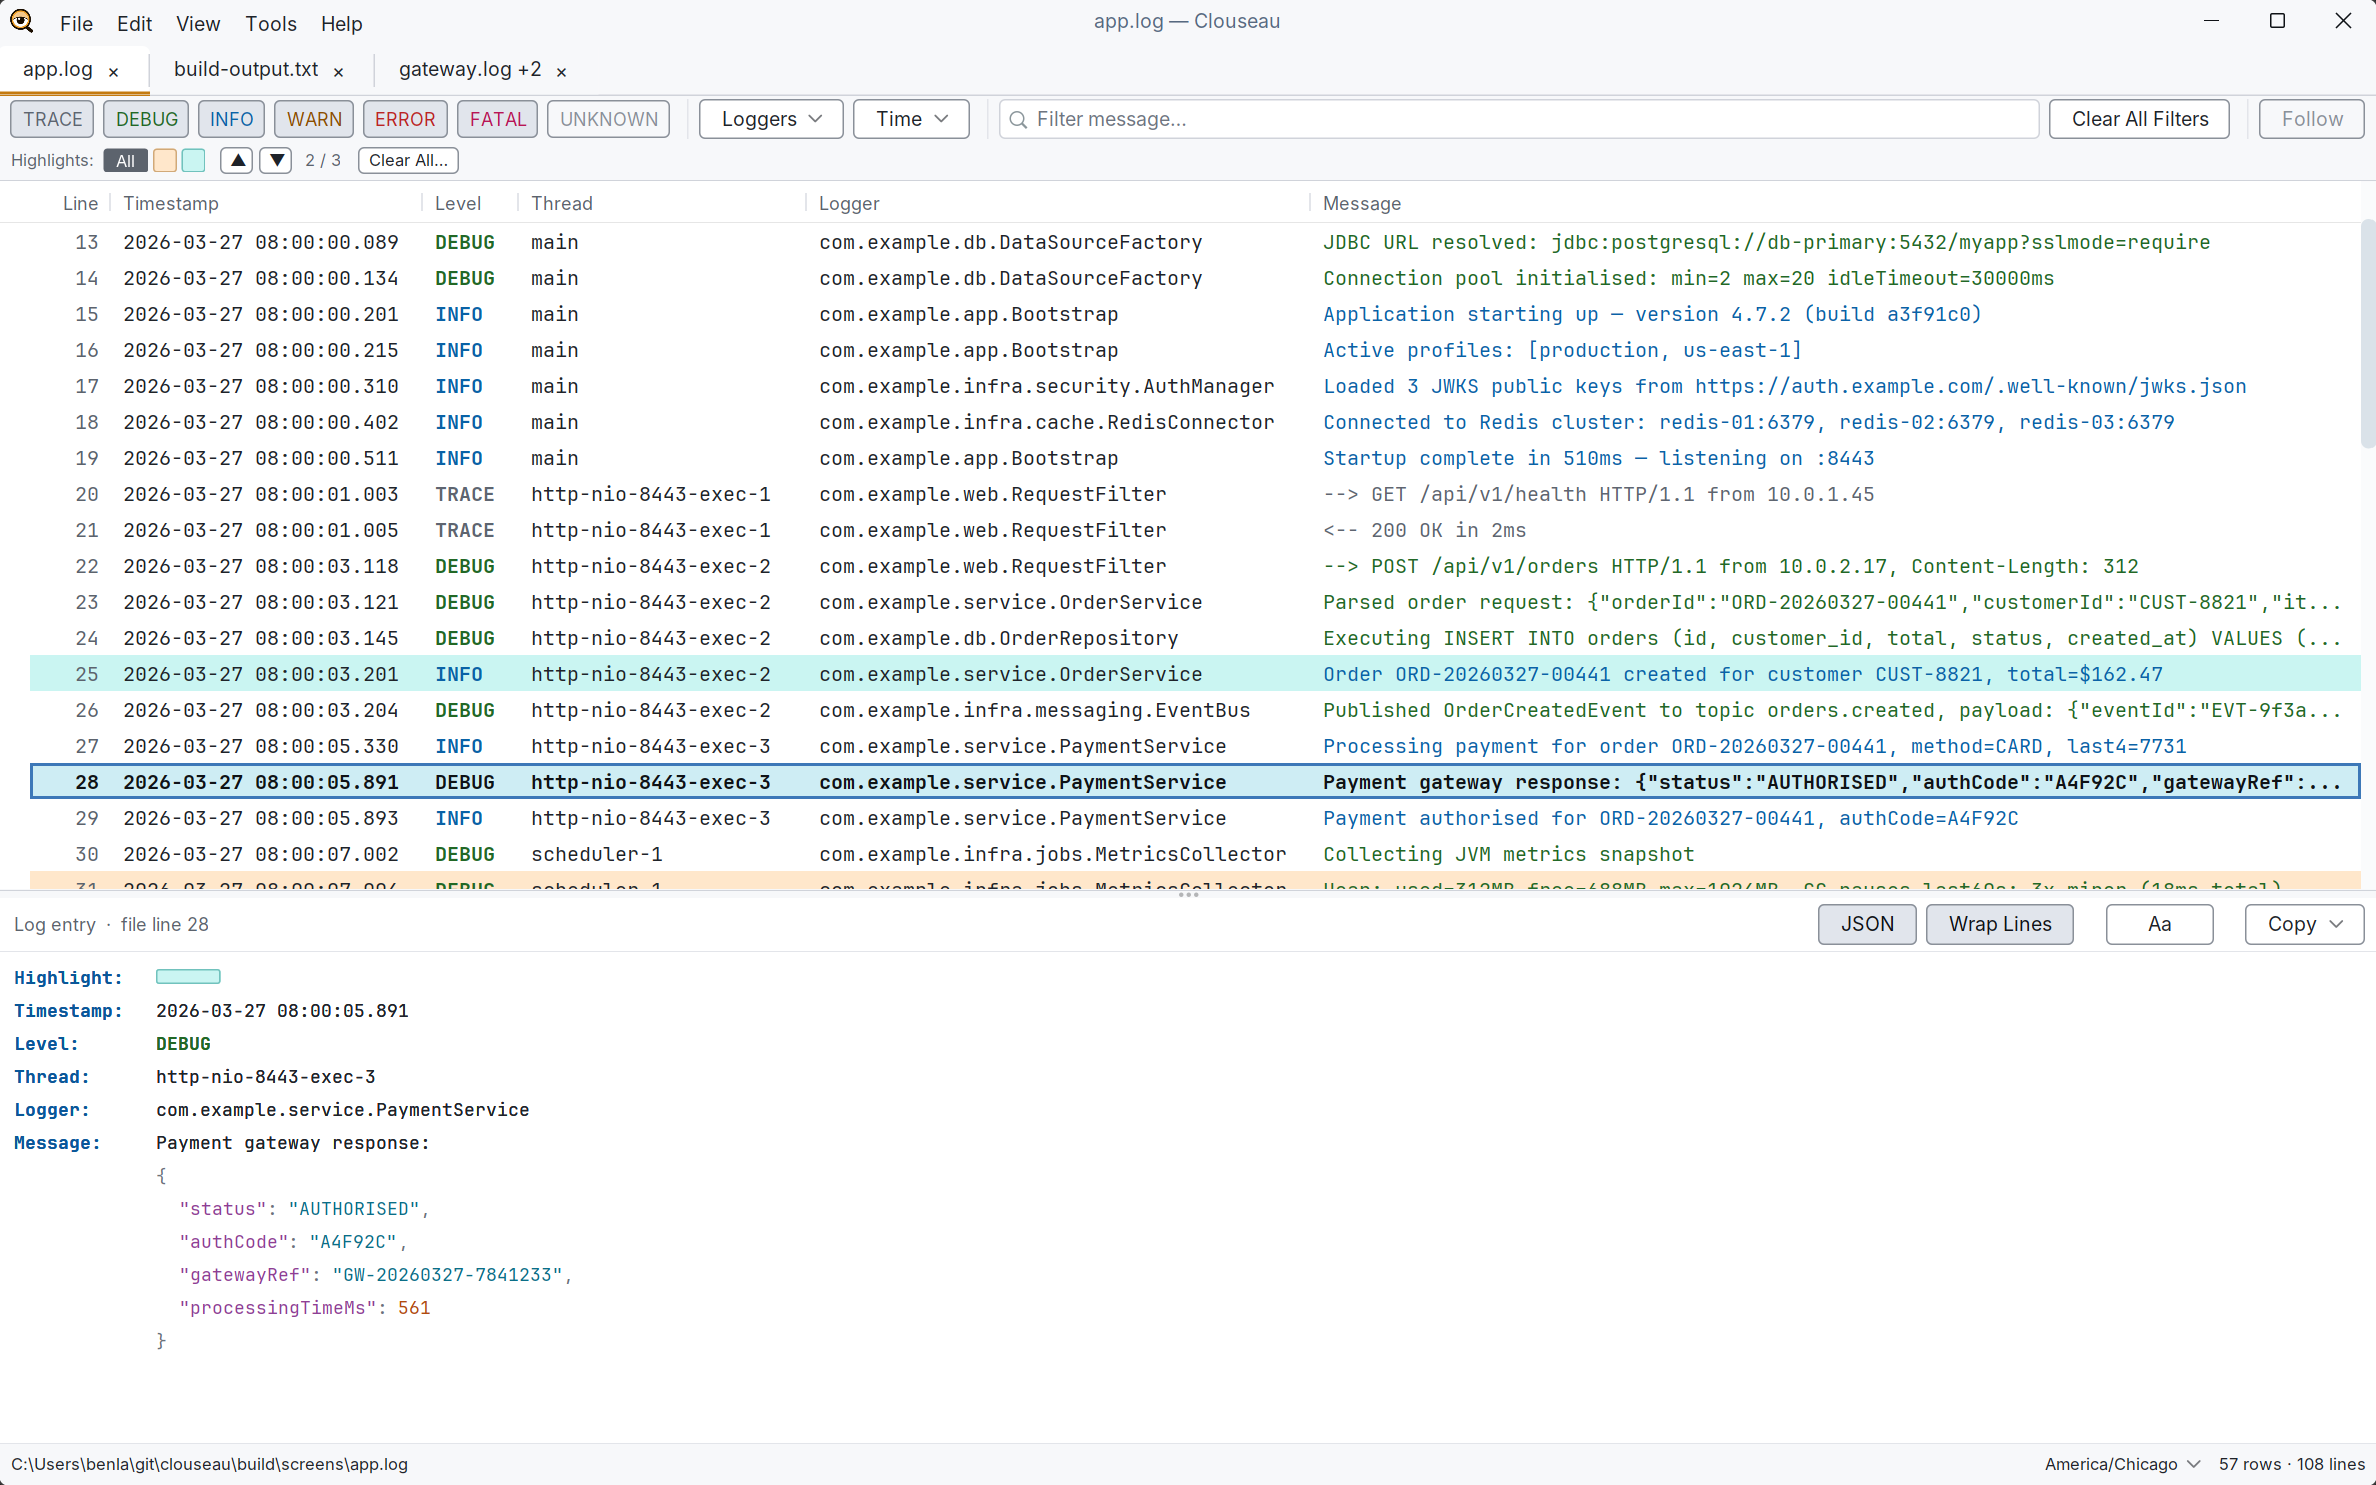 File Edit View Tools Help
app.log — Clouseau
app.log × build-output.txt × gateway.log +2 ×
TRACE DEBUG INFO WARN ERROR FATAL UNKNOWN Loggers Time Filter message... Clear All Filters Follow
Highlights: All ▲ ▼ 2 / 3 Clear All...
Line Timestamp Level Thread Logger Message
13 2026-03-27 08:00:00.089 DEBUG main com.example.db.DataSourceFactory JDBC URL resolved: jdbc:postgresql://db-primary:5432/myapp?sslmode=require
14 2026-03-27 08:00:00.134 DEBUG main com.example.db.DataSourceFactory Connection pool initialised: min=2 max=20 idleTimeout=30000ms
15 2026-03-27 08:00:00.201 INFO main com.example.app.Bootstrap Application starting up — version 4.7.2 (build a3f91c0)
16 2026-03-27 08:00:00.215 INFO main com.example.app.Bootstrap Active profiles: [production, us-east-1]
17 2026-03-27 08:00:00.310 INFO main com.example.infra.security.AuthManager Loaded 3 JWKS public keys from https://auth.example.com/.well-known/jwks.json
18 2026-03-27 08:00:00.402 INFO main com.example.infra.cache.RedisConnector Connected to Redis cluster: redis-01:6379, redis-02:6379, redis-03:6379
19 2026-03-27 08:00:00.511 INFO main com.example.app.Bootstrap Startup complete in 510ms — listening on :8443
20 2026-03-27 08:00:01.003 TRACE http-nio-8443-exec-1 com.example.web.RequestFilter --> GET /api/v1/health HTTP/1.1 from 10.0.1.45
21 2026-03-27 08:00:01.005 TRACE http-nio-8443-exec-1 com.example.web.RequestFilter <-- 200 OK in 2ms
22 2026-03-27 08:00:03.118 DEBUG http-nio-8443-exec-2 com.example.web.RequestFilter --> POST /api/v1/orders HTTP/1.1 from 10.0.2.17, Content-Length: 312
23 2026-03-27 08:00:03.121 DEBUG http-nio-8443-exec-2 com.example.service.OrderService Parsed order request: {"orderId":"ORD-20260327-00441","customerId":"CUST-8821","it...
24 2026-03-27 08:00:03.145 DEBUG http-nio-8443-exec-2 com.example.db.OrderRepository Executing INSERT INTO orders (id, customer_id, total, status, created_at) VALUES (...
25 2026-03-27 08:00:03.201 INFO http-nio-8443-exec-2 com.example.service.OrderService Order ORD-20260327-00441 created for customer CUST-8821, total=$162.47
26 2026-03-27 08:00:03.204 DEBUG http-nio-8443-exec-2 com.example.infra.messaging.EventBus Published OrderCreatedEvent to topic orders.created, payload: {"eventId":"EVT-9f3a...
27 2026-03-27 08:00:05.330 INFO http-nio-8443-exec-3 com.example.service.PaymentService Processing payment for order ORD-20260327-00441, method=CARD, last4=7731
28 2026-03-27 08:00:05.891 DEBUG http-nio-8443-exec-3 com.example.service.PaymentService Payment gateway response: {"status":"AUTHORISED","authCode":"A4F92C","gatewayRef":...
29 2026-03-27 08:00:05.893 INFO http-nio-8443-exec-3 com.example.service.PaymentService Payment authorised for ORD-20260327-00441, authCode=A4F92C
30 2026-03-27 08:00:07.002 DEBUG scheduler-1 com.example.infra.jobs.MetricsCollector Collecting JVM metrics snapshot
31 2026-03-27 DEBUG scheduler-1 com.example.infra.jobs.MetricsCollector
Log entry · file line 28 JSON Wrap Lines Aa Copy
Highlight:
Timestamp: 2026-03-27 08:00:05.891
Level: DEBUG
Thread: http-nio-8443-exec-3
Logger: com.example.service.PaymentService
Message: Payment gateway response:
{
"status": "AUTHORISED",
"authCode": "A4F92C",
"gatewayRef": "GW-20260327-7841233",
"processingTimeMs": 561
}
C:\Users\benla\git\clouseau\build\screens\app.log America/Chicago 57 rows · 108 lines